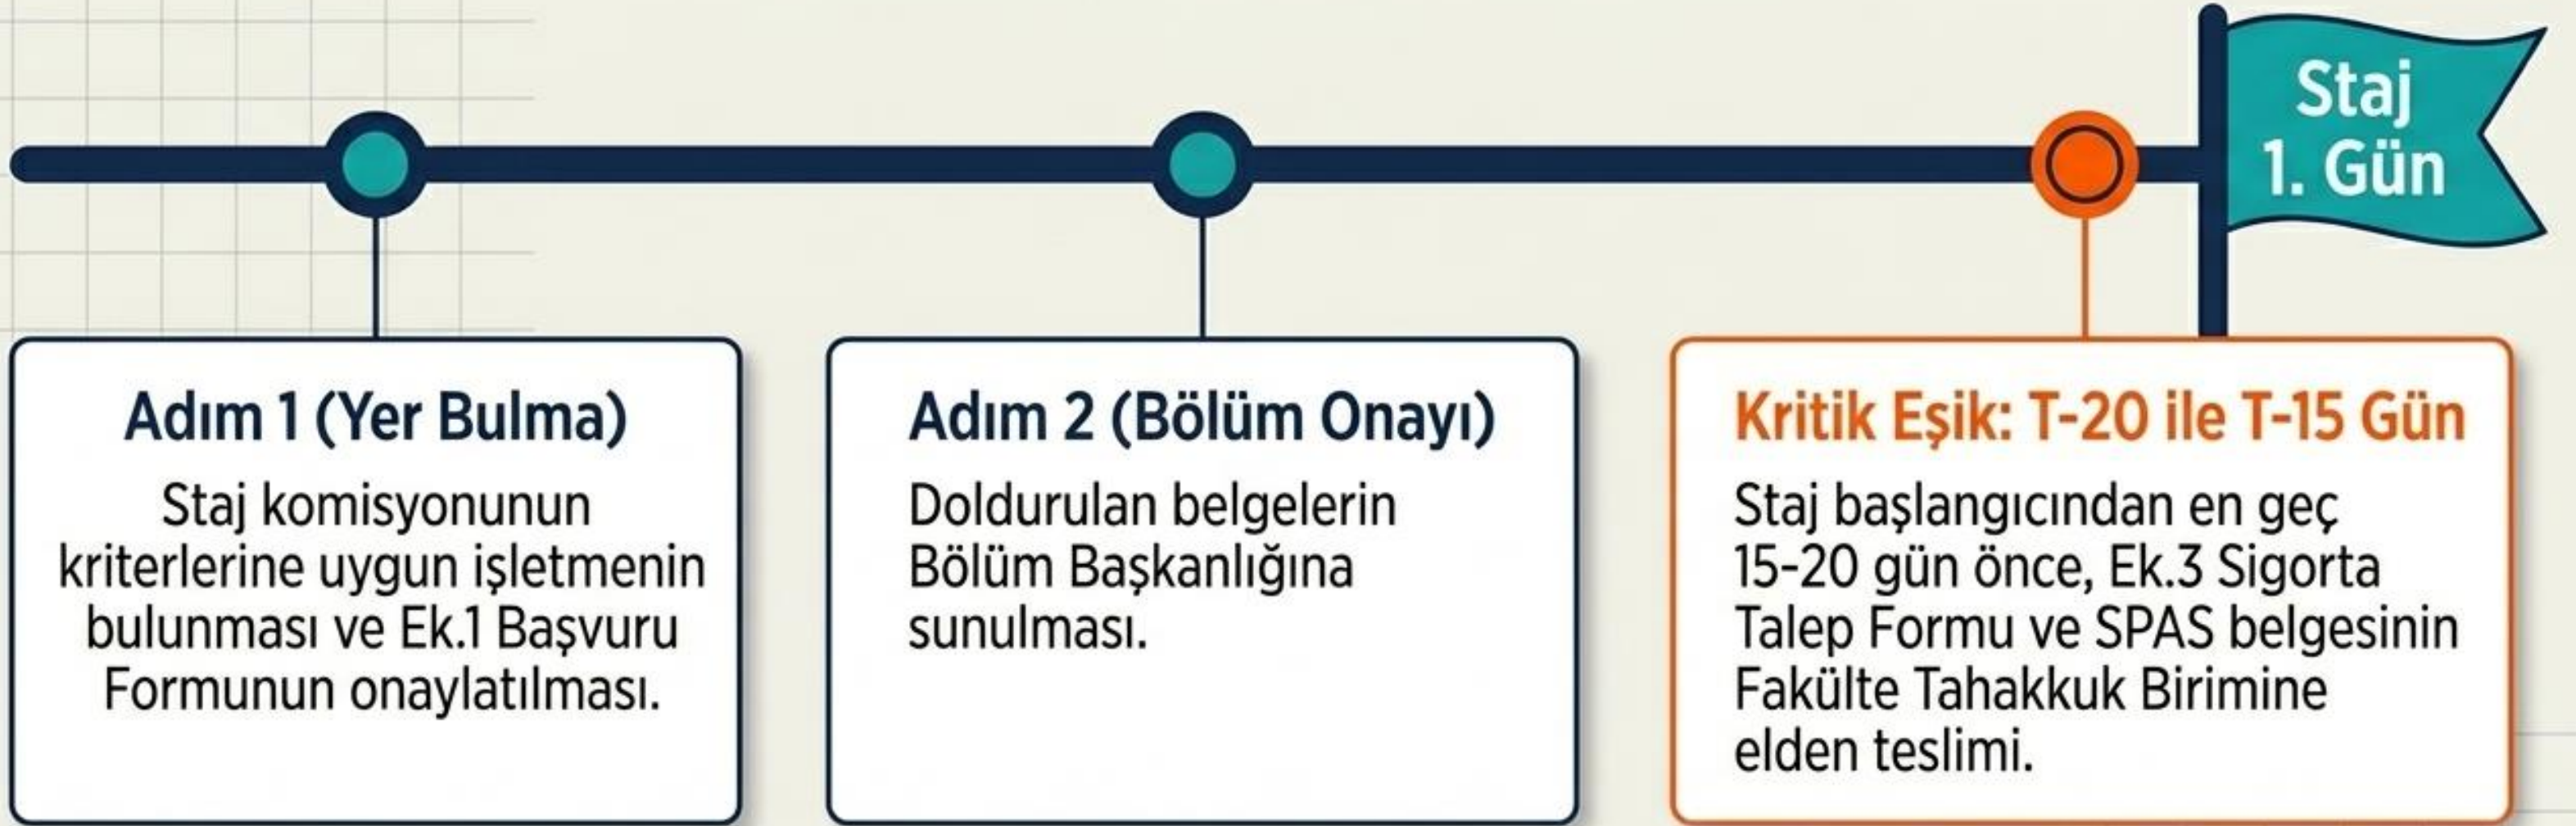 Staj
1. Gün
Adım 1 (Yer Bulma)
Staj komisyonunun
kriterlerine uygun işletmenin
bulunması ve Ek.1 Başvuru
Formunun onaylatılması.
Adım 2 (Bölüm Onayı)
Doldurulan belgelerin
Bölüm Başkanlığına
sunulması.
Kritik Eşik: T-20 ile T-15 Gün
Staj başlangıcından en geç
15-20 gün önce, Ek.3 Sigorta
Talep Formu ve SPAS belgesinin
Fakülte Tahakkuk Birimine
elden teslimi.